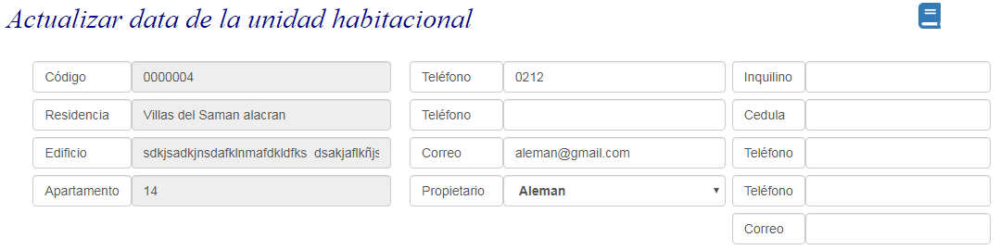 Actualizar data de la unidad habitacional
Código 0000004 Teléfono 0212 Inquilino
Residencia Villas del Saman alacran Teléfono Cedula
Edificio sdkjsadkjnsdafklnmafdkldfks dsakjaflkñjs Correo aleman@gmail.com Teléfono
Apartamento 14 Propietario Aleman Teléfono
Correo